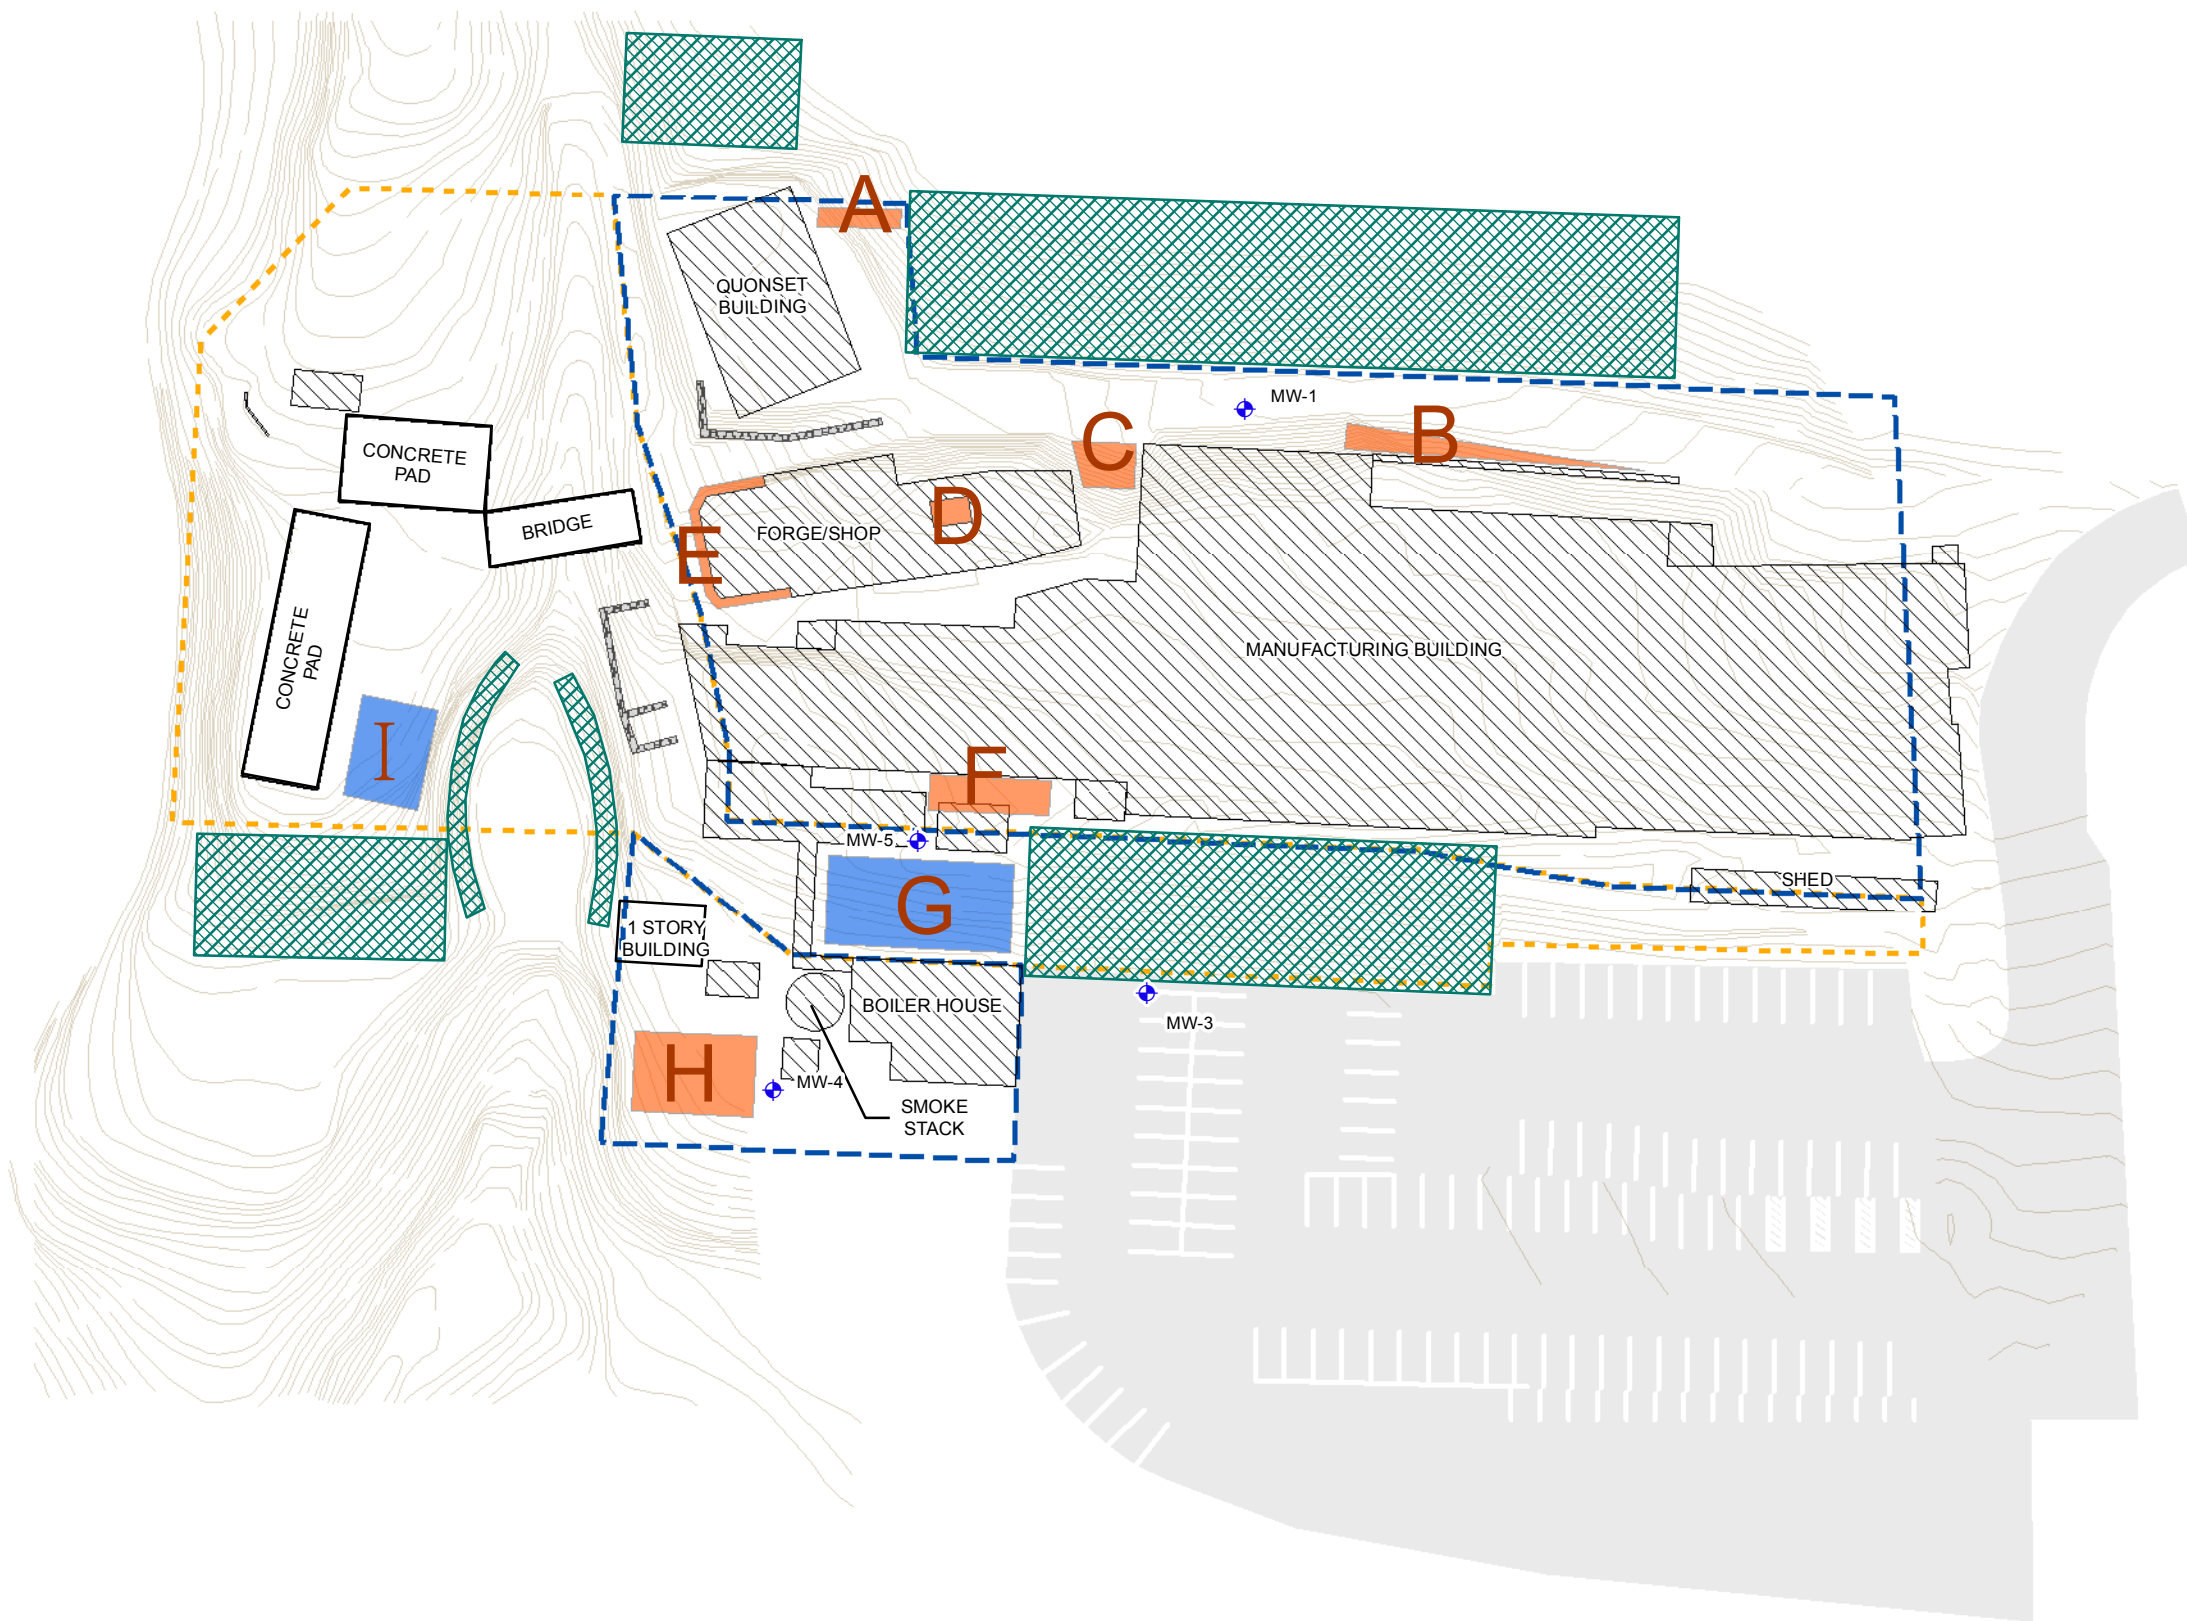 A
QUONSET
BUILDING
MW-1
B
C
CONCRETE
PAD
BRIDGE
D
E
FORGE/SHOP
CONCRETE
PAD
MANUFACTURING BUILDING
I
F
MW-5
G
SHED
1 STORY
BUILDING
BOILER HOUSE
MW-3
H
MW-4
SMOKE
STACK